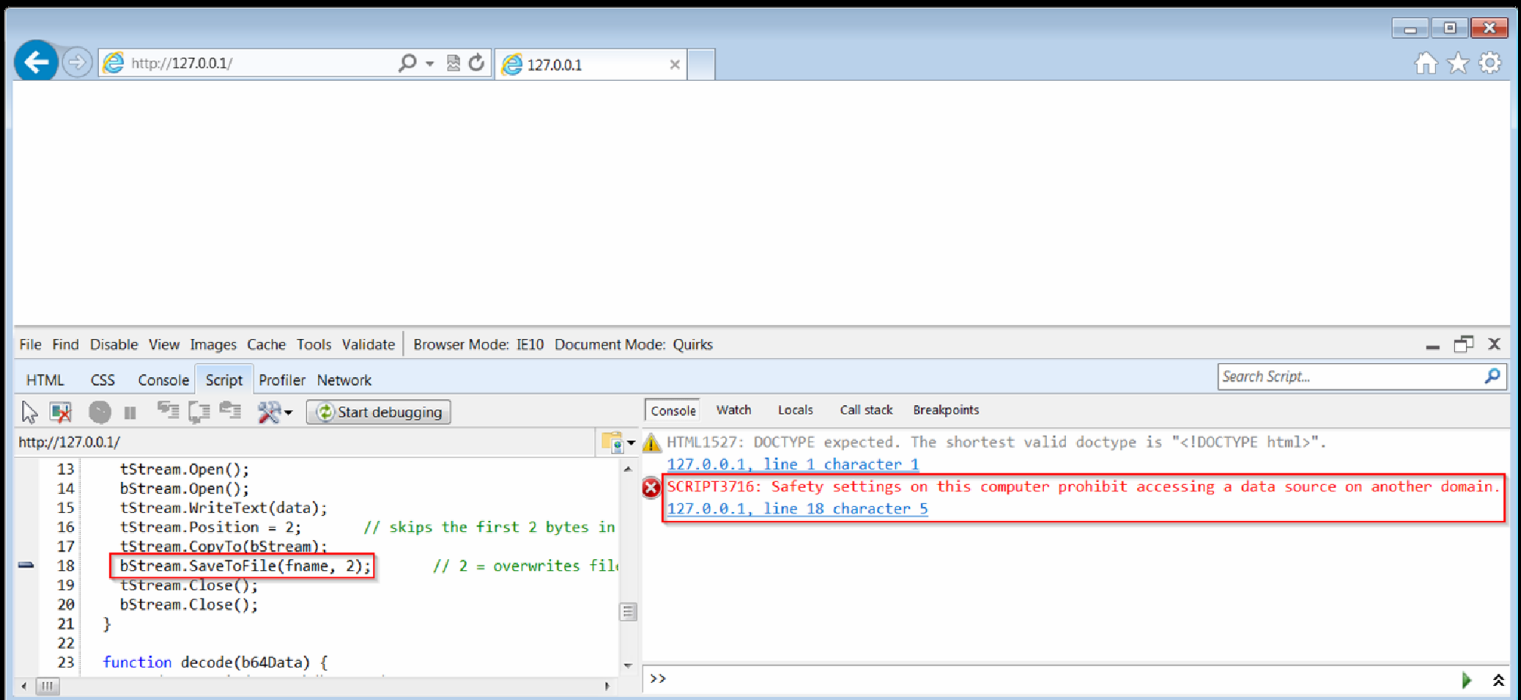 http://127.0.0.1/
127.0.0.1
File Find Disable View Images Cache Tools Validate Browser Mode: IE10 Document Mode: Quirks
HTML CSS Console Script Profiler Network
Search Script...
Start debugging
Console Watch Locals Call stack Breakpoints
http://127.0.0.1/
13 tStream.Open();
14 bStream.Open();
15 tStream.WriteText(data);
16 tStream.Position = 2; // skips the first 2 bytes in
17 tStream.CopyTo(bStream);
18 bStream.SaveToFile(fname, 2); // 2 = overwrites fil
19 tStream.Close();
20 bStream.Close();
21 }
22
23 function decode(b64Data) {
HTML1527: DOCTYPE expected. The shortest valid doctype is "<!DOCTYPE html>".
127.0.0.1, line 1 character 1
SCRIPT3716: Safety settings on this computer prohibit accessing a data source on another domain.
127.0.0.1, line 18 character 5
>>